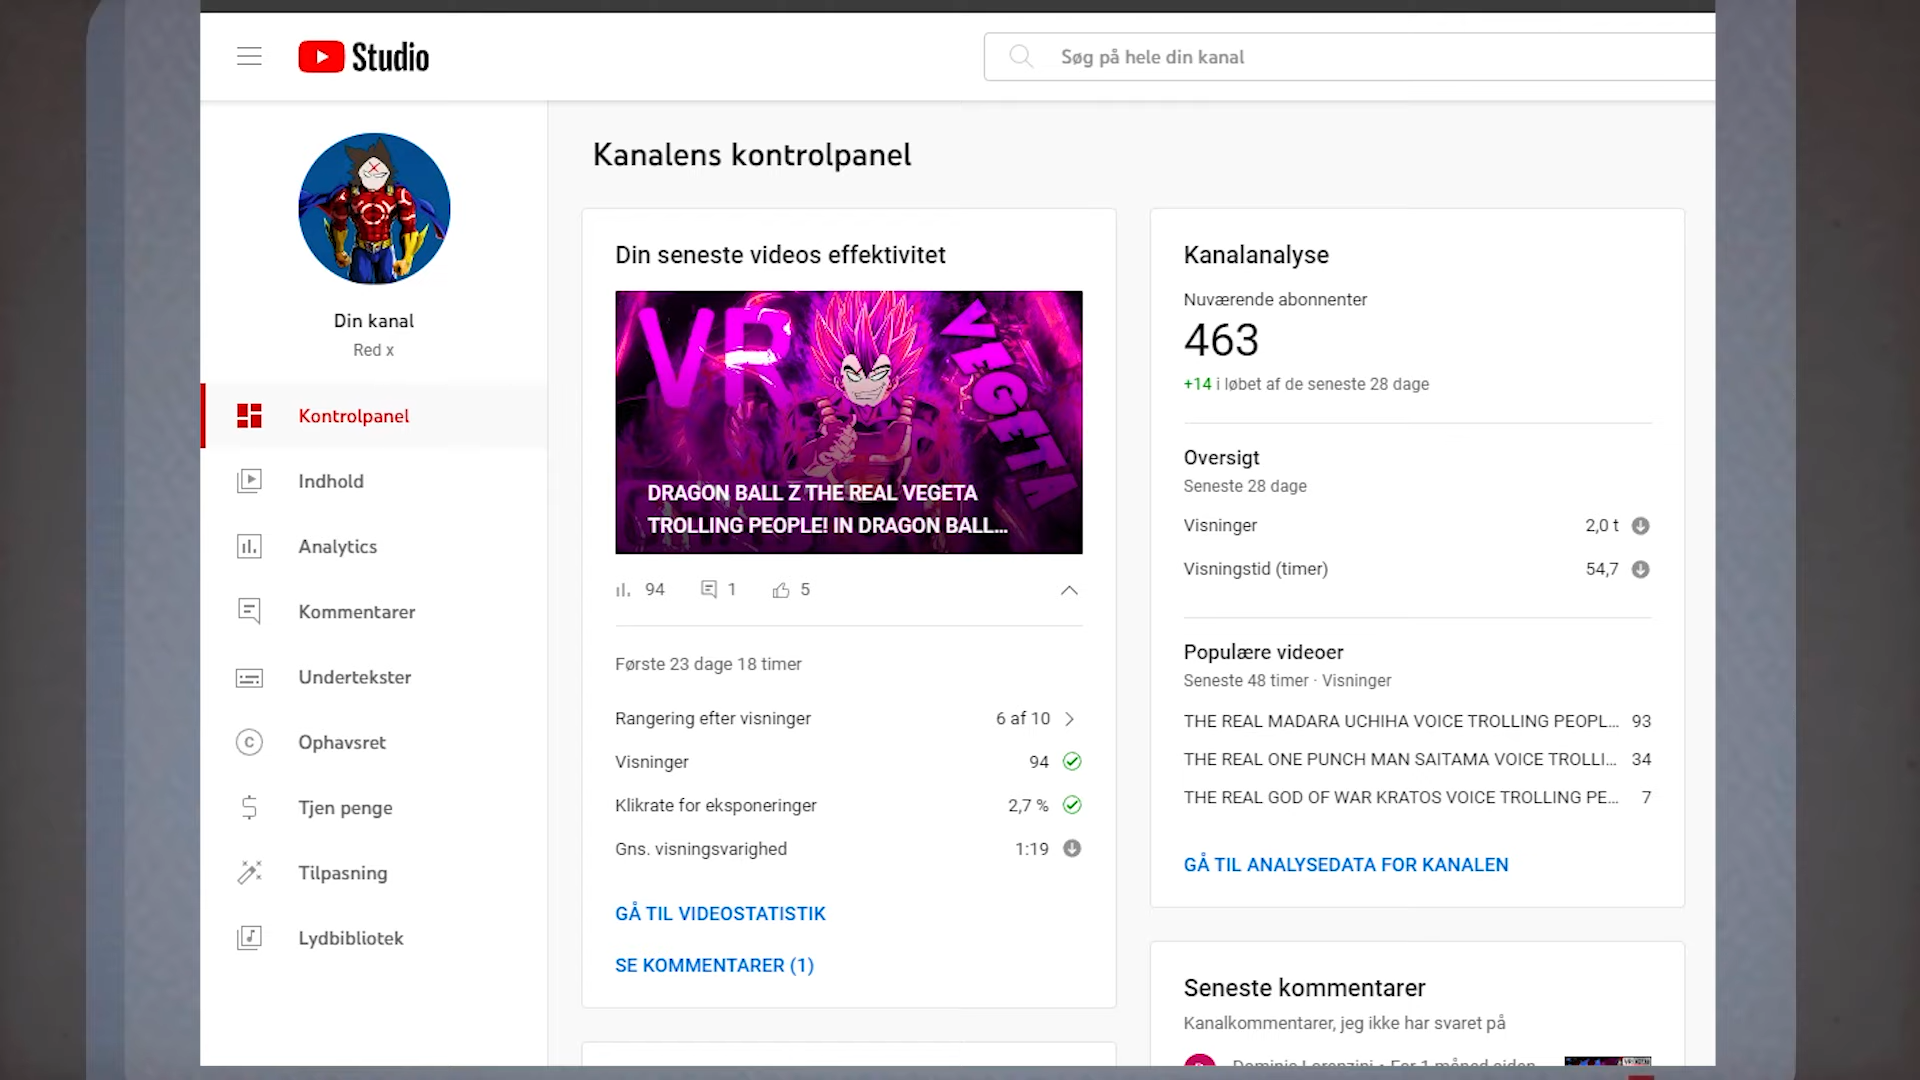 Studio
Søg på hele din kanal
Din kanal
Red x
Kontrolpanel
Indhold
Analytics
Kommentarer
Undertekster
Ophavsret
Tjen penge
Tilpasning
Lydbibliotek
Kanalens kontrolpanel
Din seneste videos effektivitet
VR
VEGETA
DRAGON BALL Z THE REAL VEGETA
TROLLING PEOPLE! IN DRAGON BALL...
94 1 5
Første 23 dage 18 timer
Rangering efter visninger 6 af 10
Visninger 94
Klikrate for eksponeringer 2,7 %
Gns. visningsvarighed 1:19
GÅ TIL VIDEOSTATISTIK
SE KOMMENTARER (1)
Kanalanalyse
Nuværende abonnenter
463
+14 i løbet af de seneste 28 dage
Oversigt
Seneste 28 dage
Visninger 2,0 t
Visningstid (timer) 54,7
Populære videoer
Seneste 48 timer · Visninger
THE REAL MADARA UCHIHA VOICE TROLLING PEOPL... 93
THE REAL ONE PUNCH MAN SAITAMA VOICE TROLLI... 34
THE REAL GOD OF WAR KRATOS VOICE TROLLING PE... 7
GÅ TIL ANALYSEDATA FOR KANALEN
Seneste kommentarer
Kanalkommentarer, jeg ikke har svaret på
Dominic Lorenzini • For 1 måned siden